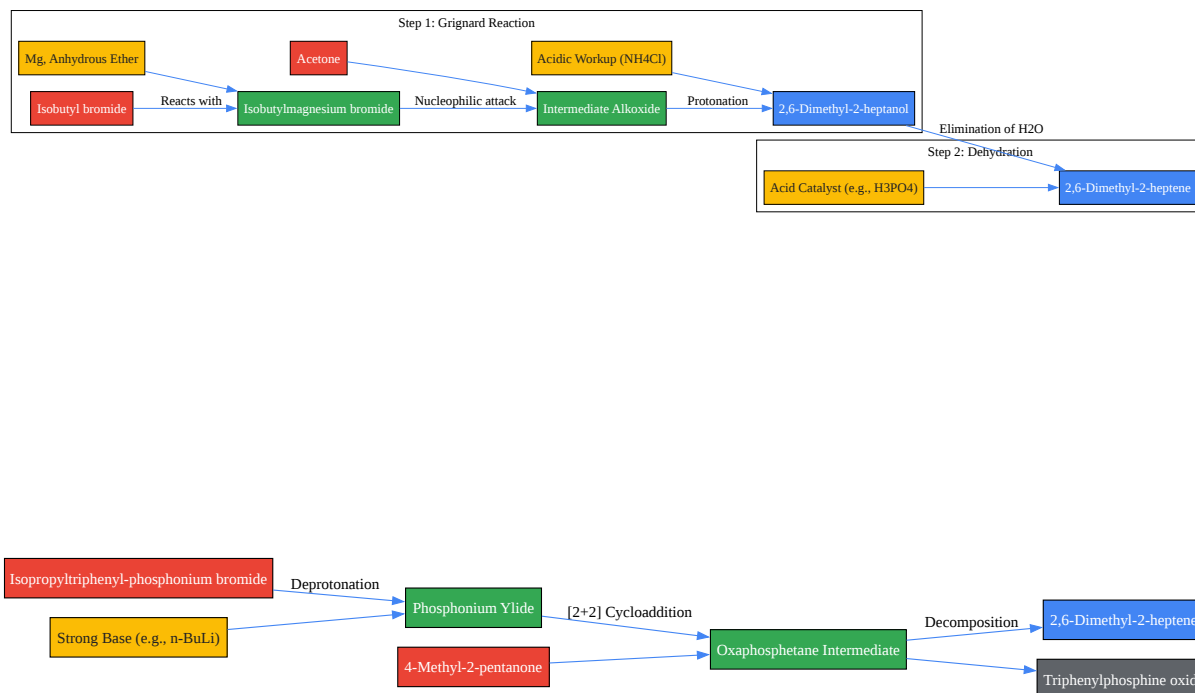 Step 1: Grignard Reaction
Mg, Anhydrous Ether
Acetone
Acidic Workup (NH4Cl)
Isobutyl bromide
Reacts with
Isobutylmagnesium bromide
Nucleophilic attack
Intermediate Alkoxide
Protonation
2,6-Dimethyl-2-heptanol
Elimination of H2O
Step 2: Dehydration
Acid Catalyst (e.g., H3PO4)
2,6-Dimethyl-2-heptene
Isopropyltriphenyl-phosphonium bromide
Deprotonation
Strong Base (e.g., n-BuLi)
Phosphonium Ylide
[2+2] Cycloaddition
4-Methyl-2-pentanone
Oxaphosphetane Intermediate
Decomposition
2,6-Dimethyl-2-heptene
Triphenylphosphine oxid